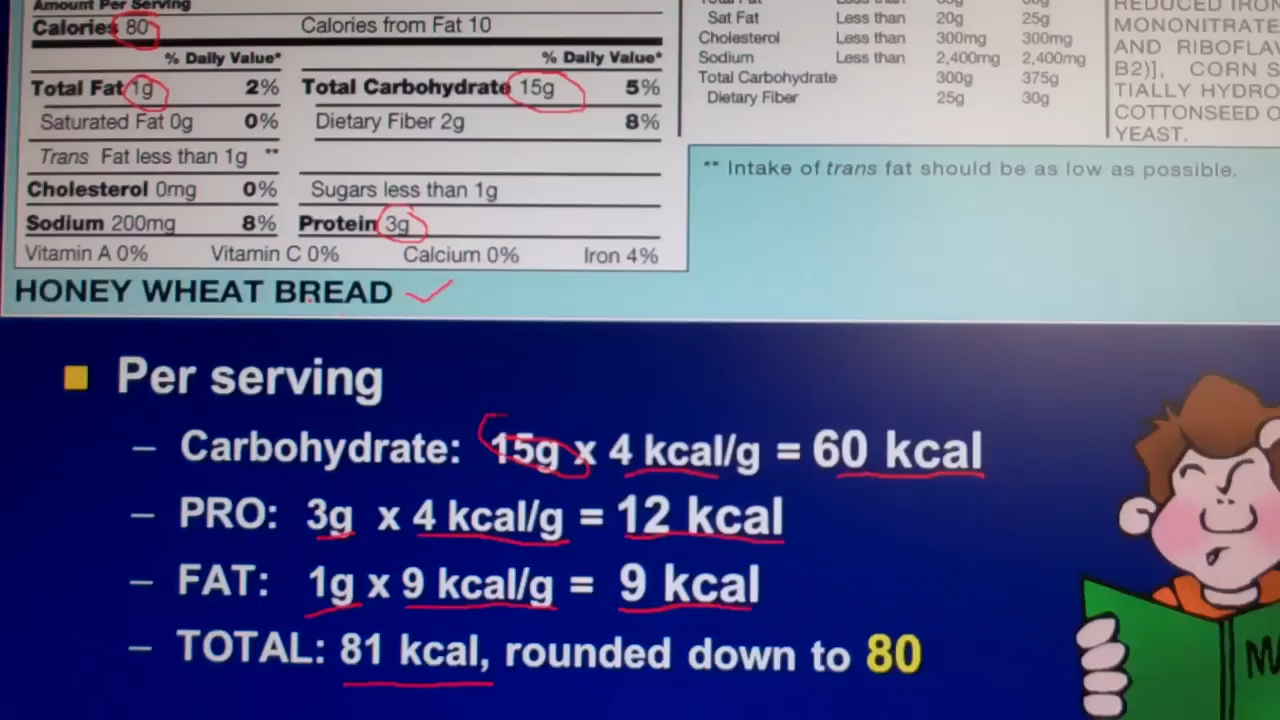 Amount Per Serving
Calories 80 Calories from Fat 10
% Daily Value* % Daily Value*
Total Fat 1g 2% Total Carbohydrate 15g 5%
Saturated Fat 0g 0% Dietary Fiber 2g 8%
Trans Fat less than 1g **
Cholesterol 0mg 0% Sugars less than 1g
Sodium 200mg 8% Protein 3g
Vitamin A 0% Vitamin C 0% Calcium 0% Iron 4%
HONEY WHEAT BREAD
Sat Fat Less than 20g 25g
Cholesterol Less than 300mg 300mg
Sodium Less than 2,400mg 2,400mg
Total Carbohydrate 300g 375g
Dietary Fiber 25g 30g
REDUCED IRON
MONONITRATE
AND RIBOFLAV
B2)], CORN S
TIALLY HYDRO
COTTONSEED O
YEAST.
** Intake of trans fat should be as low as possible.
Per serving
– Carbohydrate: 15g x 4 kcal/g = 60 kcal
– PRO: 3g x 4 kcal/g = 12 kcal
– FAT: 1g x 9 kcal/g = 9 kcal
– TOTAL: 81 kcal, rounded down to 80